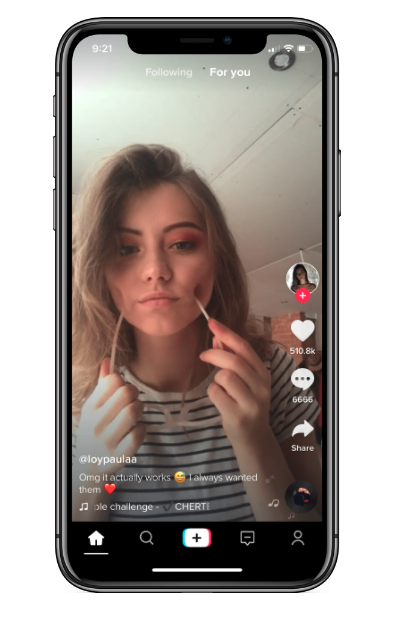 9:21
Following For you
510.8k
6666
Share
@loypaulaa
Omg it actually works 😅 I always wanted
them ❤️
ple challenge - CHERTI